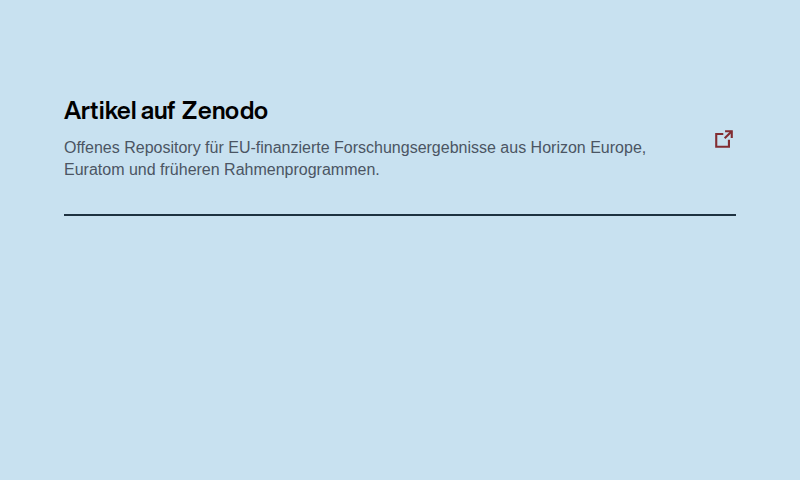 Artikel auf Zenodo
Offenes Repository für EU-finanzierte Forschungsergebnisse aus Horizon Europe,
Euratom und früheren Rahmenprogrammen.